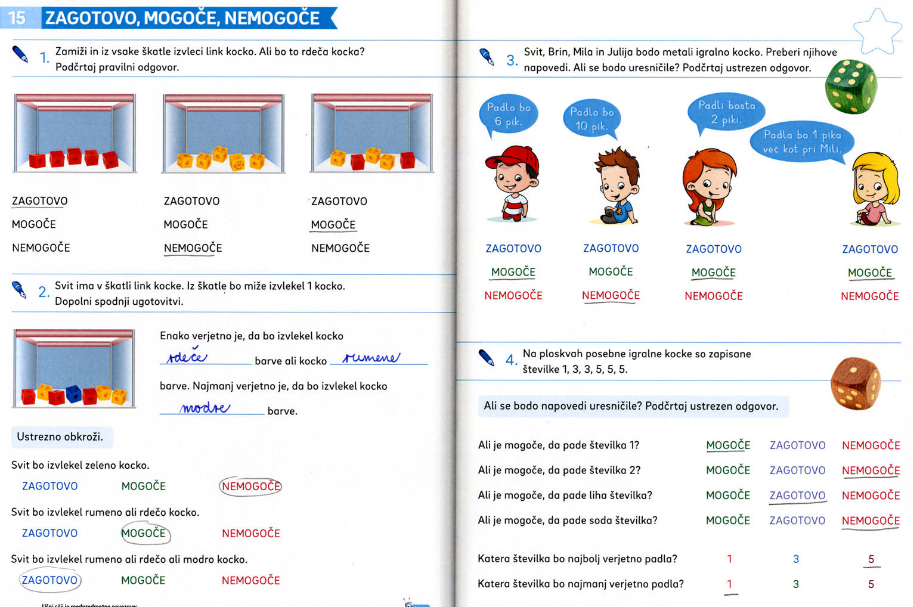 15 ZAGOTOVO, MOGOČE, NEMOGOČE
1. Zamiži in iz vsake škatle izvleci link kocko. Ali bo to rdeča kocka?
Podčrtaj pravilni odgovor.
ZAGOTOVO ZAGOTOVO ZAGOTOVO
MOGOČE MOGOČE MOGOČE
NEMOGOČE NEMOGOČE NEMOGOČE
2. Svit ima v škatli link kocke. Iz škatle bo miže izvlekel 1 kocko.
Dopolni spodnji ugotovitvi.
Enako verjetno je, da bo izvlekel kocko
rdeče barve ali kocko rumene
barve. Najmanj verjetno je, da bo izvlekel kocko
modre barve.
Ustrezno obkroži.
Svit bo izvlekel zeleno kocko.
ZAGOTOVO MOGOČE NEMOGOČE
Svit bo izvlekel rumeno ali rdečo kocko.
ZAGOTOVO MOGOČE NEMOGOČE
Svit bo izvlekel rumeno ali rdečo ali modro kocko.
ZAGOTOVO MOGOČE NEMOGOČE
3. Svit, Brin, Mila in Julija bodo metali igralno kocko. Preberi njihove
napovedi. Ali se bodo uresničile? Podčrtaj ustrezen odgovor.
Padlo bo
6 pik.
Padlo bo
10 pik.
Padli bosta
2 piki.
Padla bo 1 pika
več kot pri Mili.
ZAGOTOVO ZAGOTOVO ZAGOTOVO ZAGOTOVO
MOGOČE MOGOČE MOGOČE MOGOČE
NEMOGOČE NEMOGOČE NEMOGOČE NEMOGOČE
4. Na ploskvah posebne igralne kocke so zapisane
številke 1, 3, 3, 5, 5, 5.
Ali se bodo napovedi uresničile? Podčrtaj ustrezen odgovor.
Ali je mogoče, da pade številka 1? MOGOČE ZAGOTOVO NEMOGOČE
Ali je mogoče, da pade številka 2? MOGOČE ZAGOTOVO NEMOGOČE
Ali je mogoče, da pade liha številka? MOGOČE ZAGOTOVO NEMOGOČE
Ali je mogoče, da pade soda številka? MOGOČE ZAGOTOVO NEMOGOČE
Katera številka bo najbolj verjetno padla? 1 3 5
Katera številka bo najmanj verjetno padla? 1 3 5